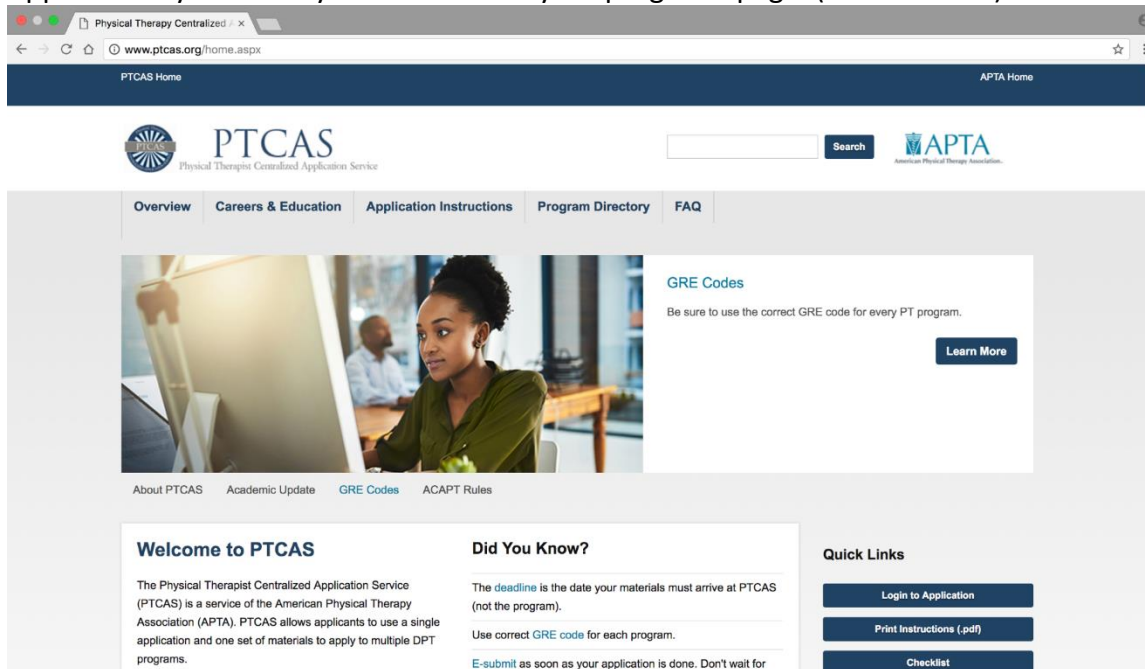 Physical Therapy Centralized A
www.ptcas.org/home.aspx
PTCAS Home
APTA Home
PTCAS
PTCAS
Physical Therapist Centralized Application Service
Search
APTA
American Physical Therapy Association.
Overview
Careers & Education
Application Instructions
Program Directory
FAQ
GRE Codes
Be sure to use the correct GRE code for every PT program.
Learn More
About PTCAS
Academic Update
GRE Codes
ACAPT Rules
Welcome to PTCAS
The Physical Therapist Centralized Application Service
(PTCAS) is a service of the American Physical Therapy
Association (APTA). PTCAS allows applicants to use a single
application and one set of materials to apply to multiple DPT
programs.
Did You Know?
The deadline is the date your materials must arrive at PTCAS
(not the program).
Use correct GRE code for each program.
E-submit as soon as your application is done. Don't wait for
Quick Links
Login to Application
Print Instructions (.pdf)
Checklist